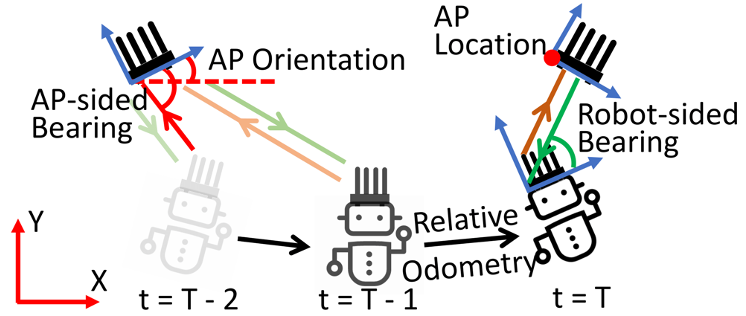 AP
Location
AP Orientation
AP-sided
Bearing
Robot-sided
Bearing
Y
X
Relative
Odometry
t = T - 2
t = T - 1
t = T